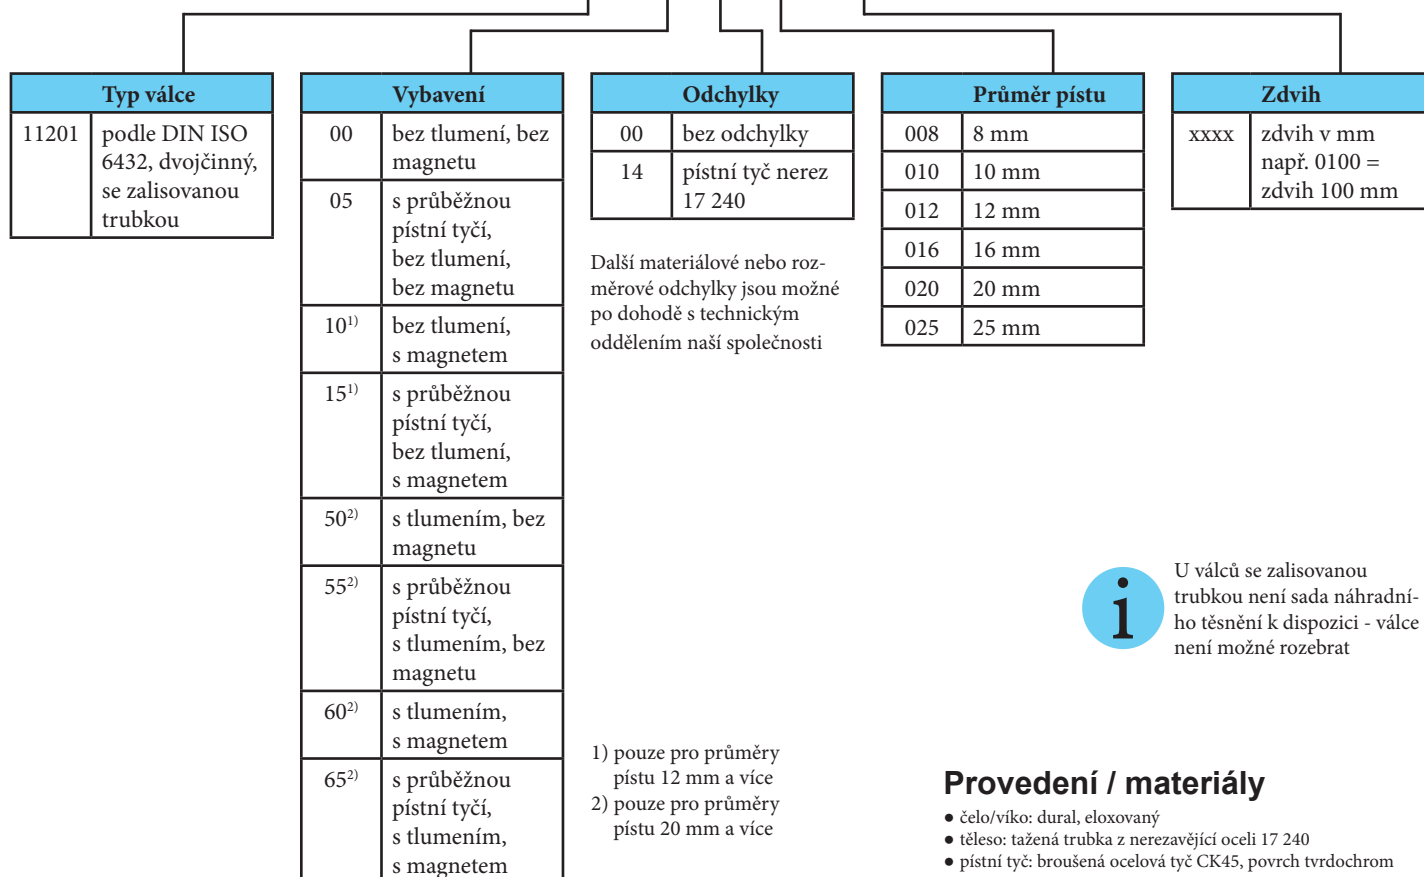 Typ válce
11201 podle DIN ISO
6432, dvojčinný,
se zalisovanou
trubkou
Vybavení
00 bez tlumení, bez
magnetu
05 s průběžnou
pístní tyčí,
bez tlumení,
bez magnetu
10¹⁾ bez tlumení,
s magnetem
15¹⁾ s průběžnou
pístní tyčí,
bez tlumení,
s magnetem
50²⁾ s tlumením, bez
magnetu
55²⁾ s průběžnou
pístní tyčí,
s tlumením, bez
magnetu
60²⁾ s tlumením,
s magnetem
65²⁾ s průběžnou
pístní tyčí,
s tlumením,
s magnetem
Odchylky
00 bez odchylky
14 pístní tyč nerez
17 240
Další materiálové nebo roz-
měrové odchylky jsou možné
po dohodě s technickým
oddělením naší společnosti
1) pouze pro průměry
pístu 12 mm a více
2) pouze pro průměry
pístu 20 mm a více
Průměr pístu
008 8 mm
010 10 mm
012 12 mm
016 16 mm
020 20 mm
025 25 mm
Zdvih
xxxx zdvih v mm
např. 0100 =
zdvih 100 mm
i
U válců se zalisovanou
trubkou není sada náhradní-
ho těsnění k dispozici - válce
není možné rozebrat
Provedení / materiály
● čelo/víko: dural, eloxovaný
● těleso: tažená trubka z nerezavějící oceli 17 240
● pístní tyč: broušená ocelová tyč CK45, povrch tvrdochrom